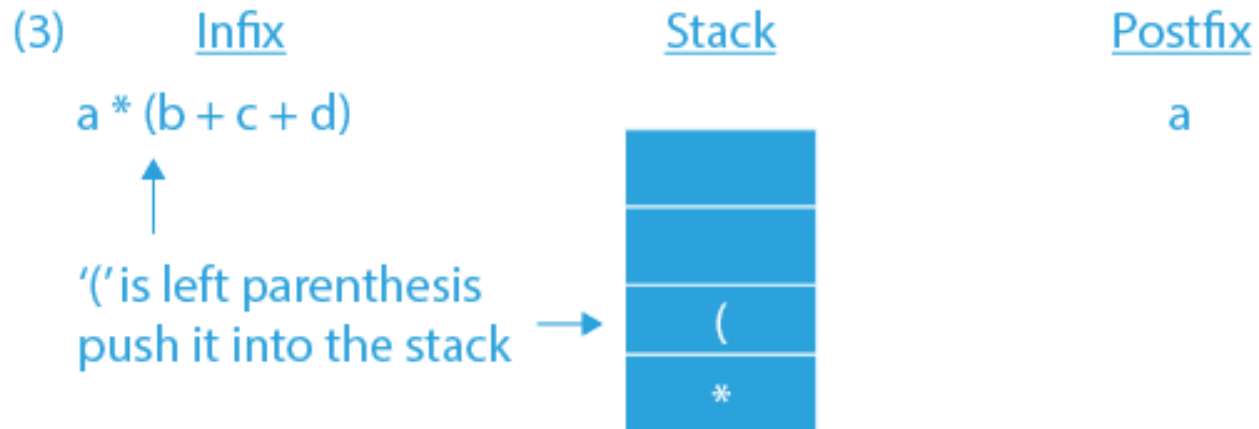 (3) Infix Stack Postfix
a * (b + c + d) a
'(' is left parenthesis
push it into the stack
(
*